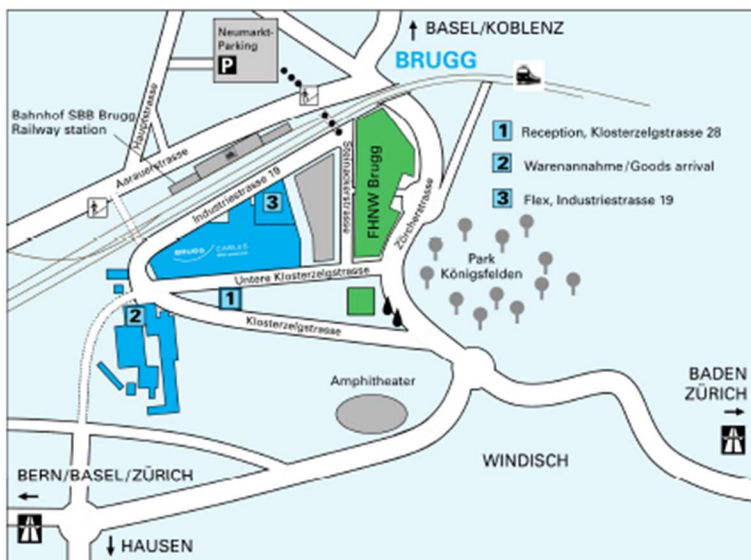 BASEL/KOBLENZ
BRUGG
Neumarkt-
Parking
P
Bahnhof SBB Brugg
Railway station
Hauptstrasse
Aarauerstrasse
Industriestrasse 19
Steinackerstrasse
FHNW Brugg
Zürcherstrasse
1 Reception, Klosterzelgstrasse 28
2 Warenannahme/Goods arrival
3 Flex, Industriestrasse 19
3
BRUGG CABLES
Park
Königsfelden
Untere Klosterzelgstrasse
1
2
Klosterzelgstrasse
Amphitheater
BADEN
ZÜRICH
WINDISCH
BERN/BASEL/ZÜRICH
HAUSEN